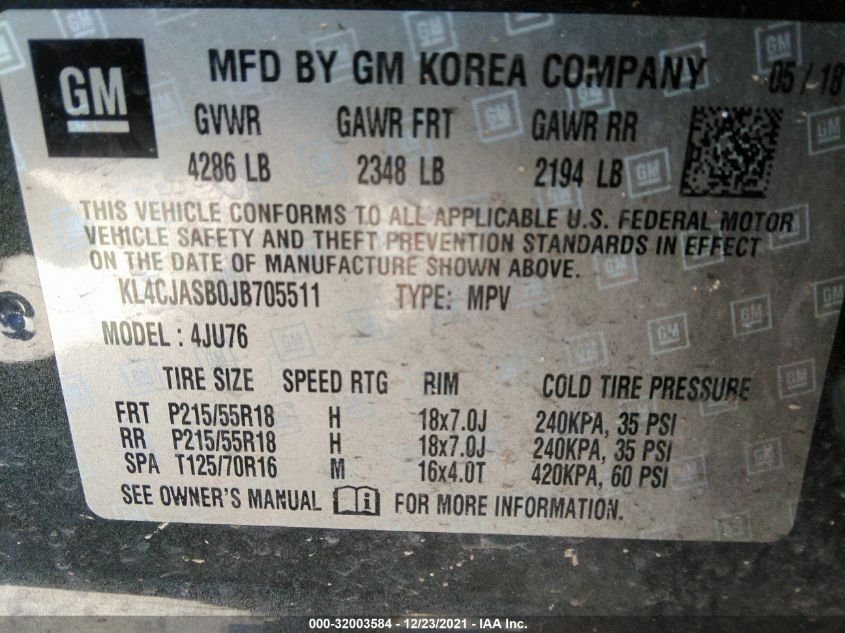 GM MFD BY GM KOREA COMPANY 05/18
GVWR GAWR FRT GAWR RR
4286 LB 2348 LB 2194 LB
THIS VEHICLE CONFORMS TO ALL APPLICABLE U.S. FEDERAL MOTOR
VEHICLE SAFETY AND THEFT PREVENTION STANDARDS IN EFFECT
ON THE DATE OF MANUFACTURE SHOWN ABOVE.
KL4CJASB0JB705511 TYPE: MPV
MODEL : 4JU76
TIRE SIZE SPEED RTG RIM COLD TIRE PRESSURE
FRT P215/55R18 H 18x7.0J 240KPA, 35 PSI
RR P215/55R18 H 18x7.0J 240KPA, 35 PSI
SPA T125/70R16 M 16x4.0T 420KPA, 60 PSI
SEE OWNER'S MANUAL i FOR MORE INFORMATION.
000-32003584 - 12/23/2021 - IAA Inc.